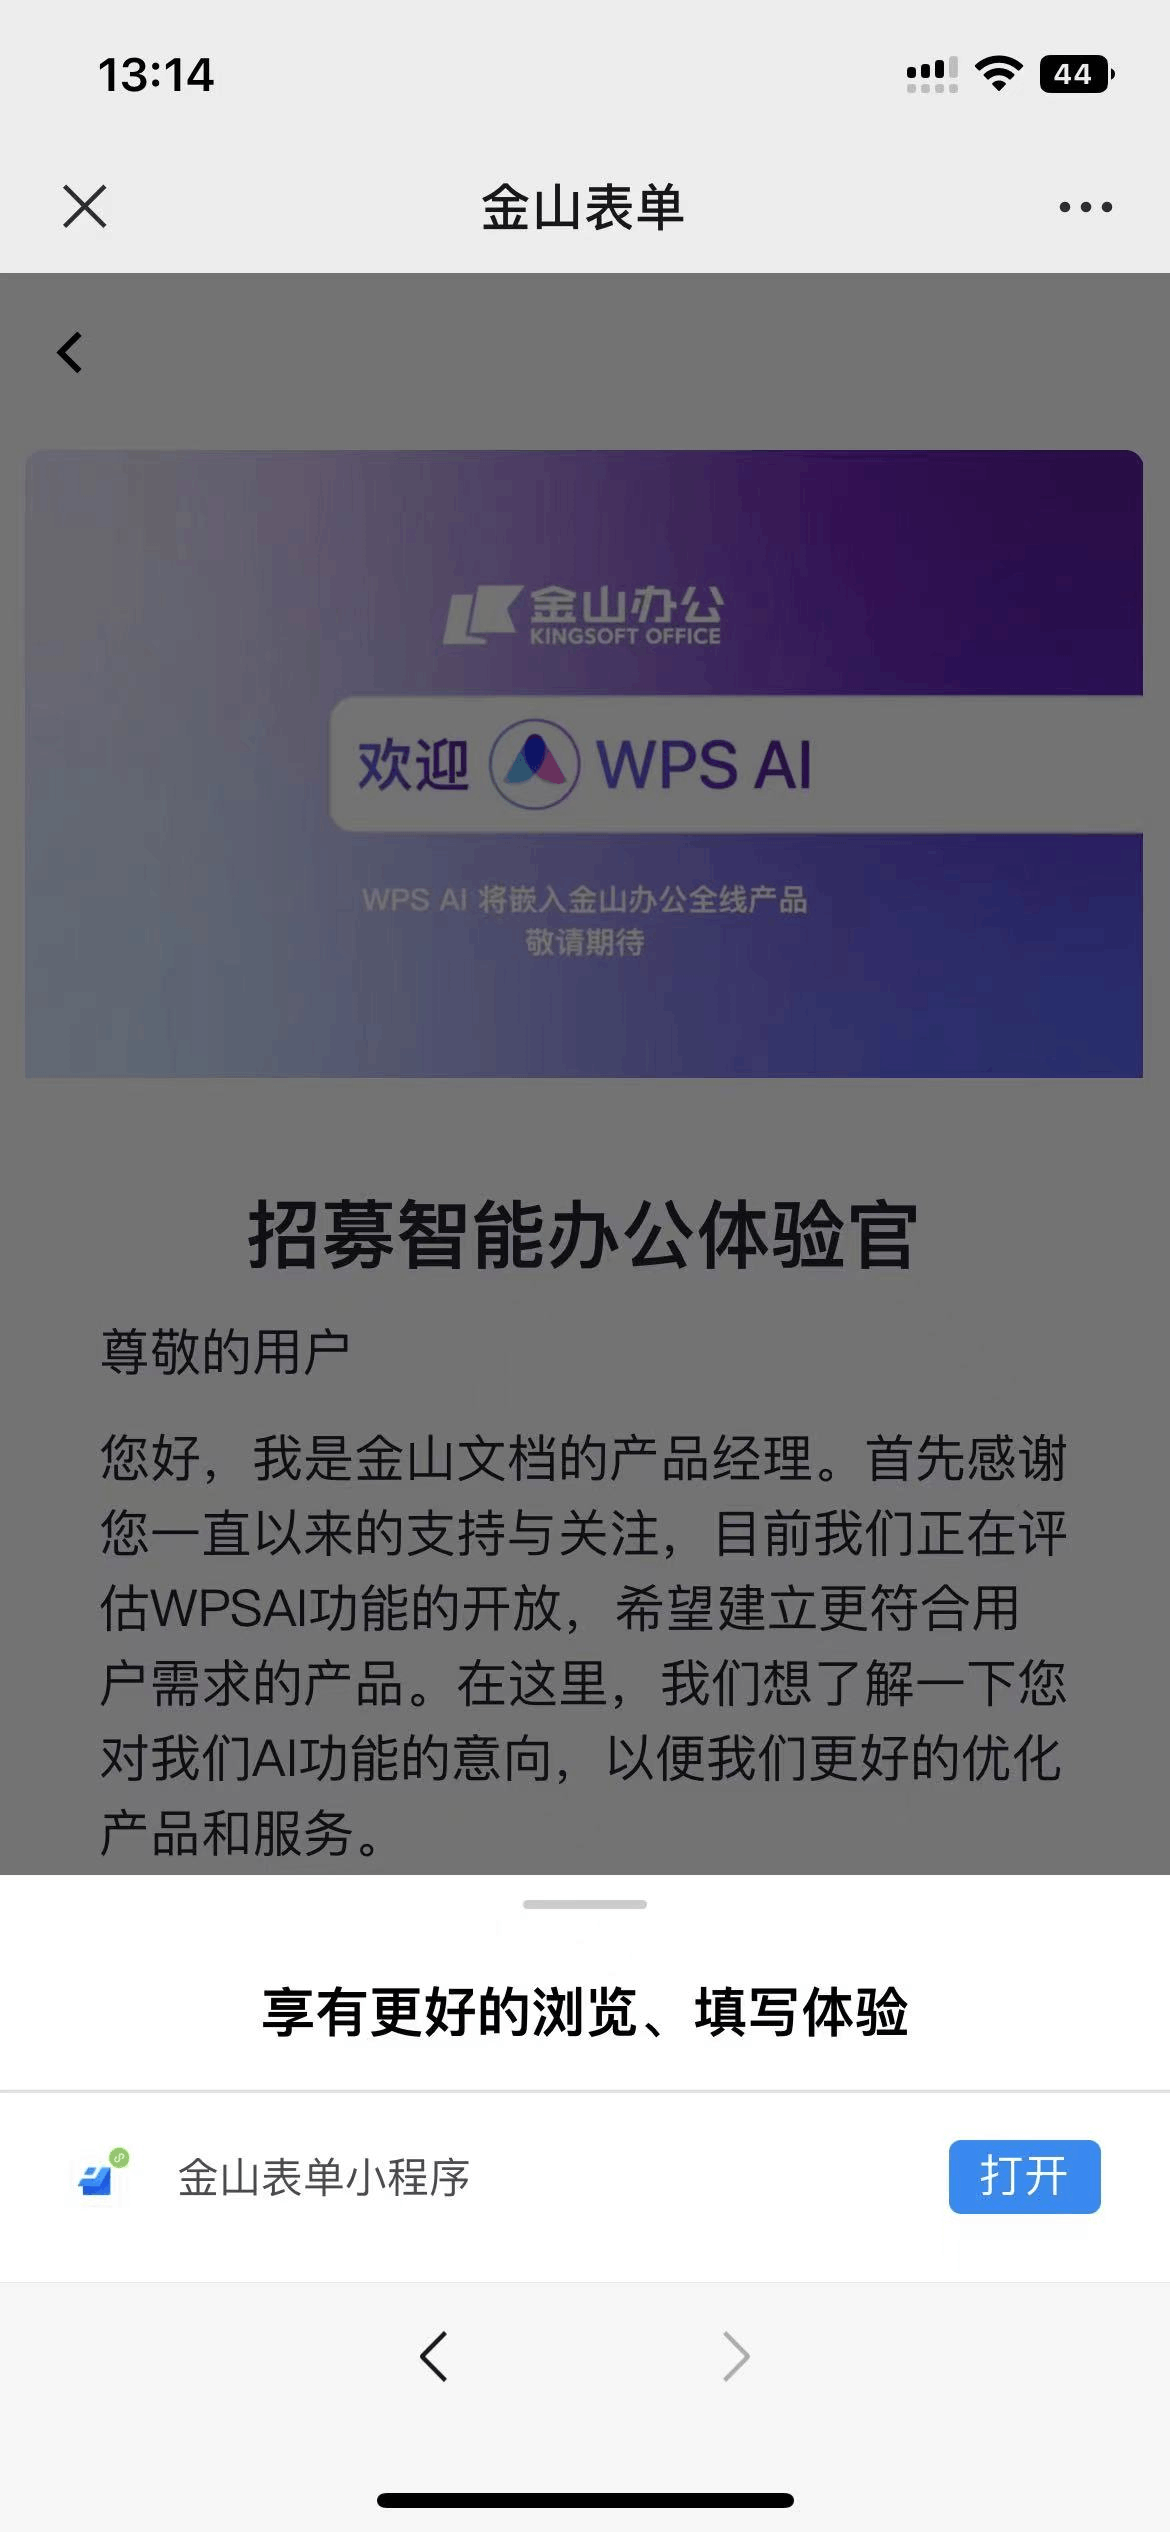 13:14
44
金山表单
金山办公
KINGSOFT OFFICE
欢迎 WPS AI
WPS AI 将嵌入金山办公全线产品
敬请期待
招募智能办公体验官
尊敬的用户
您好，我是金山文档的产品经理。首先感谢
您一直以来的支持与关注，目前我们正在评
估WPSAI功能的开放，希望建立更符合用
户需求的产品。在这里，我们想了解一下您
对我们AI功能的意向，以便我们更好的优化
产品和服务。
享有更好的浏览、填写体验
金山表单小程序
打开